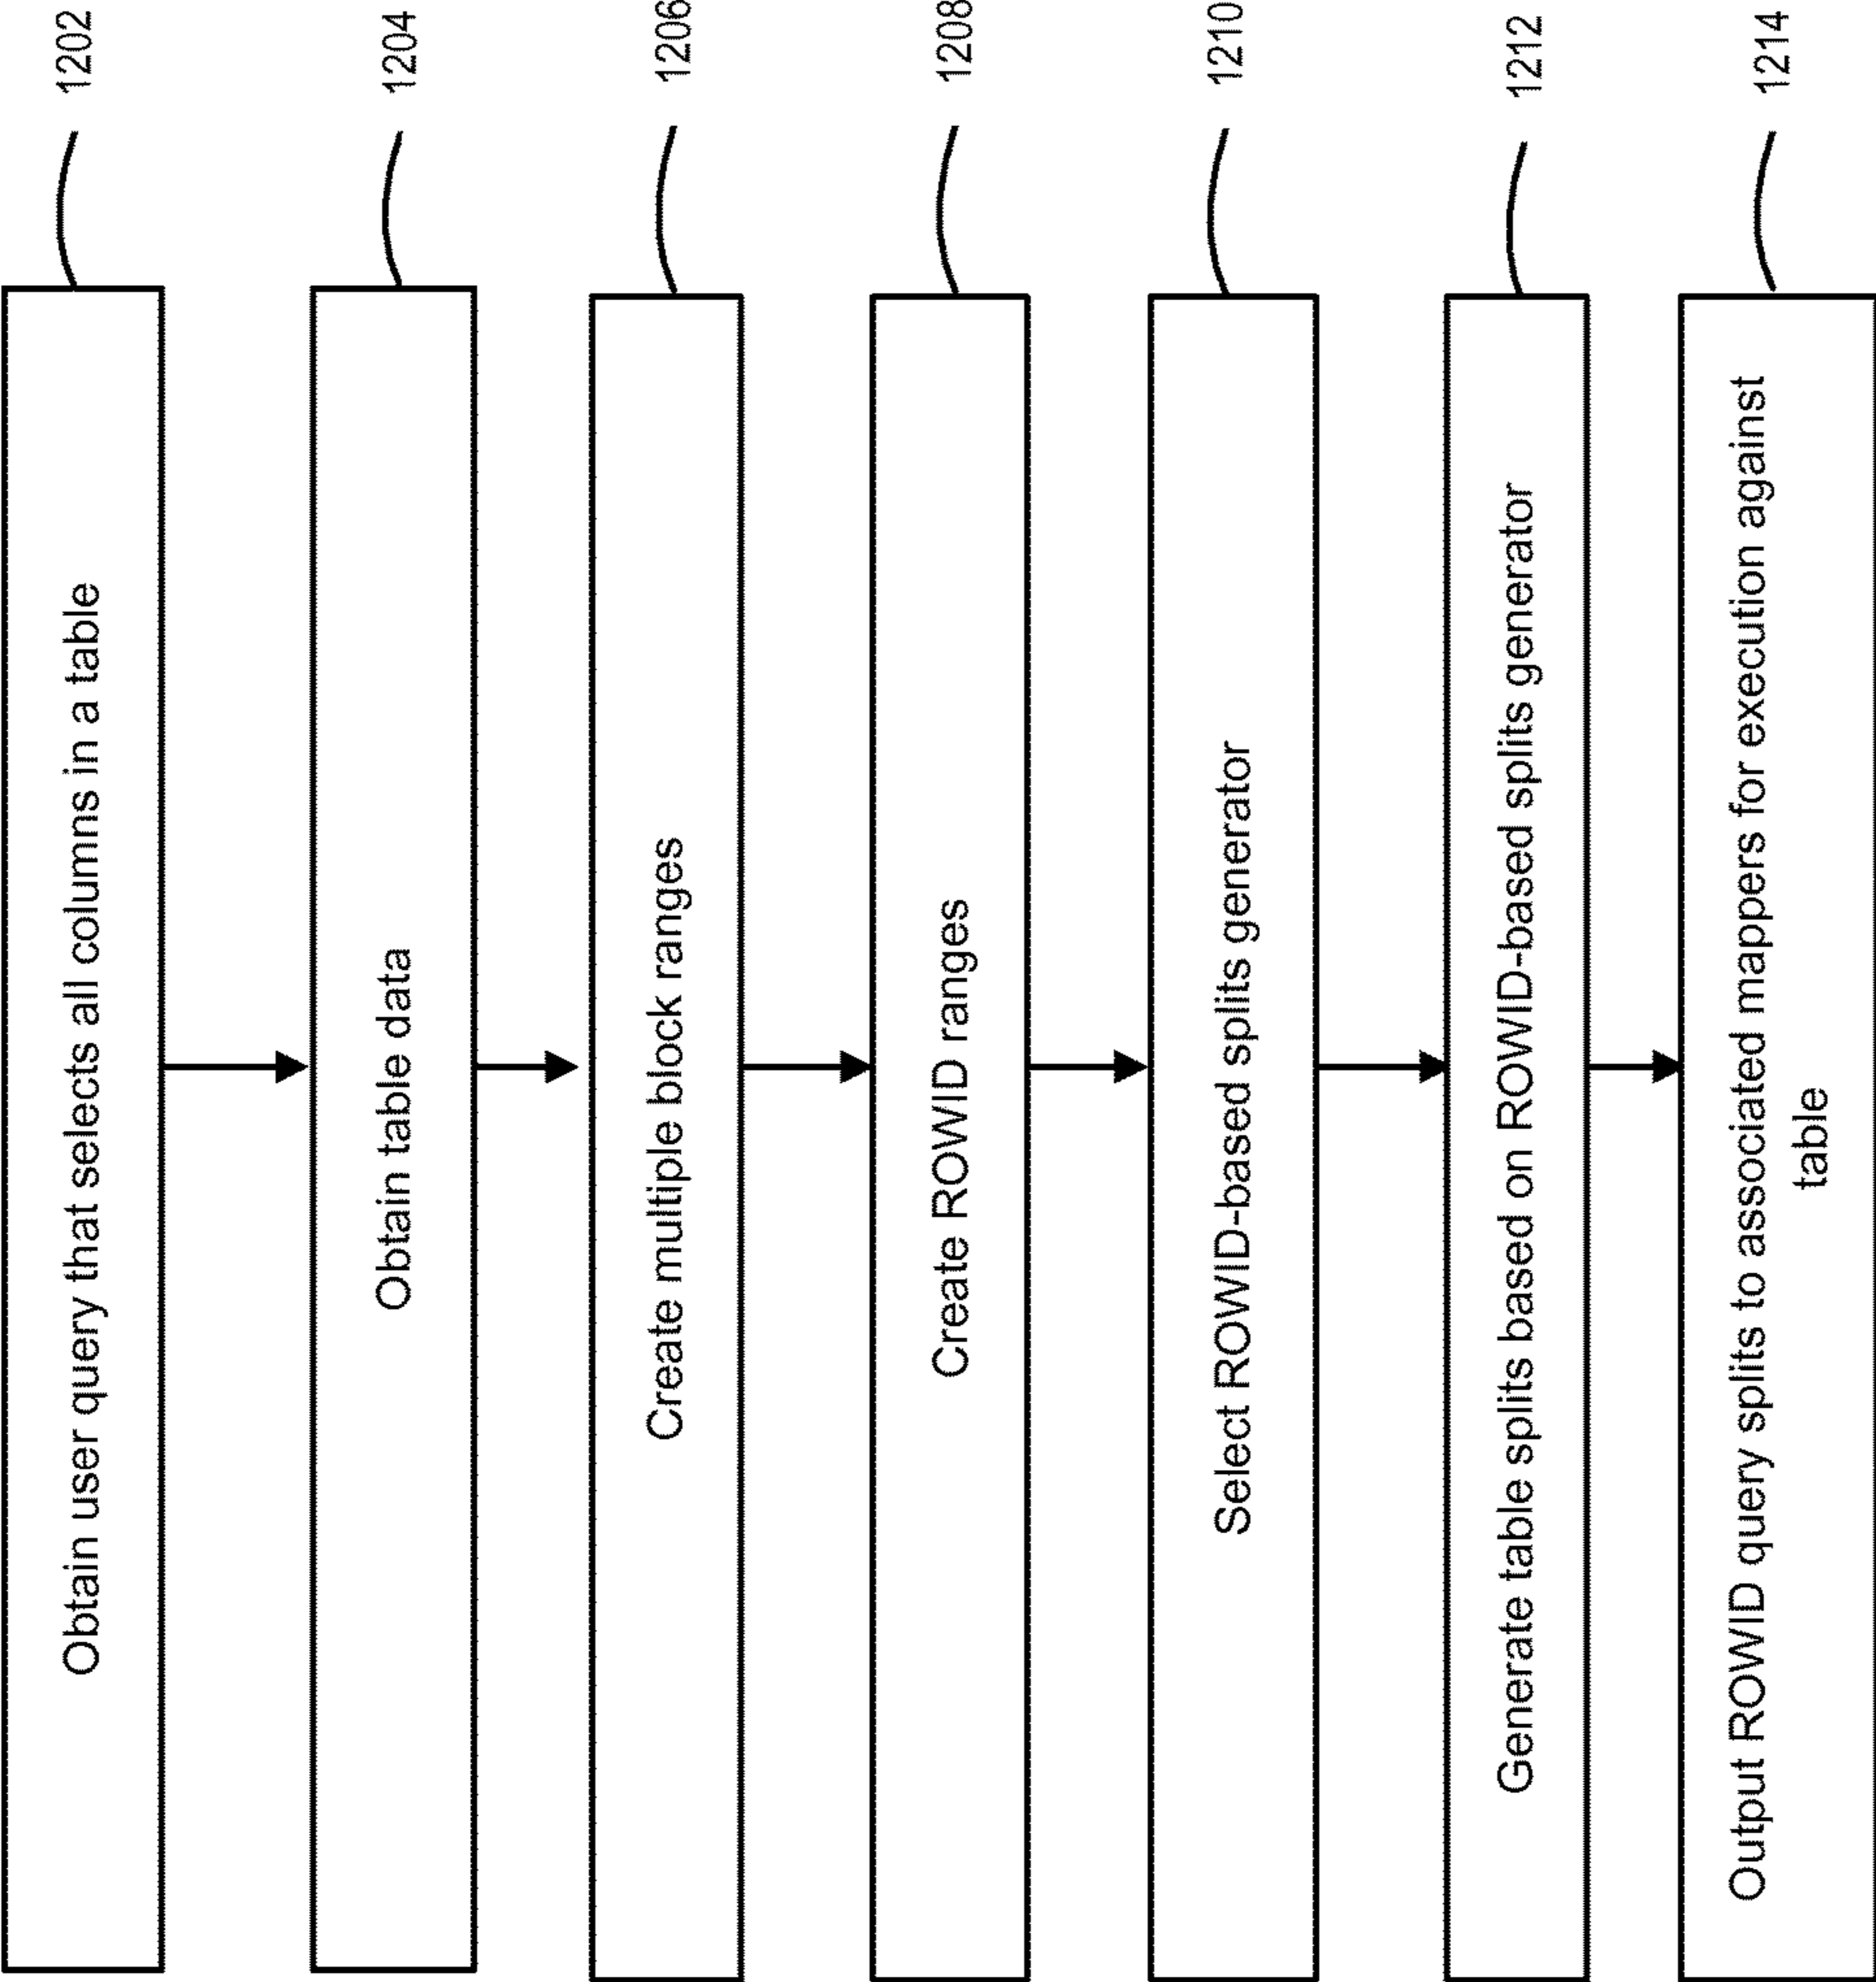 Obtain user query that selects all columns in a table
1202
Obtain table data
1204
Create multiple block ranges
1206
Create ROWID ranges
1208
Select ROWID-based splits generator
1210
Generate table splits based on ROWID-based splits generator
1212
Output ROWID query splits to associated mappers for execution against
table
1214